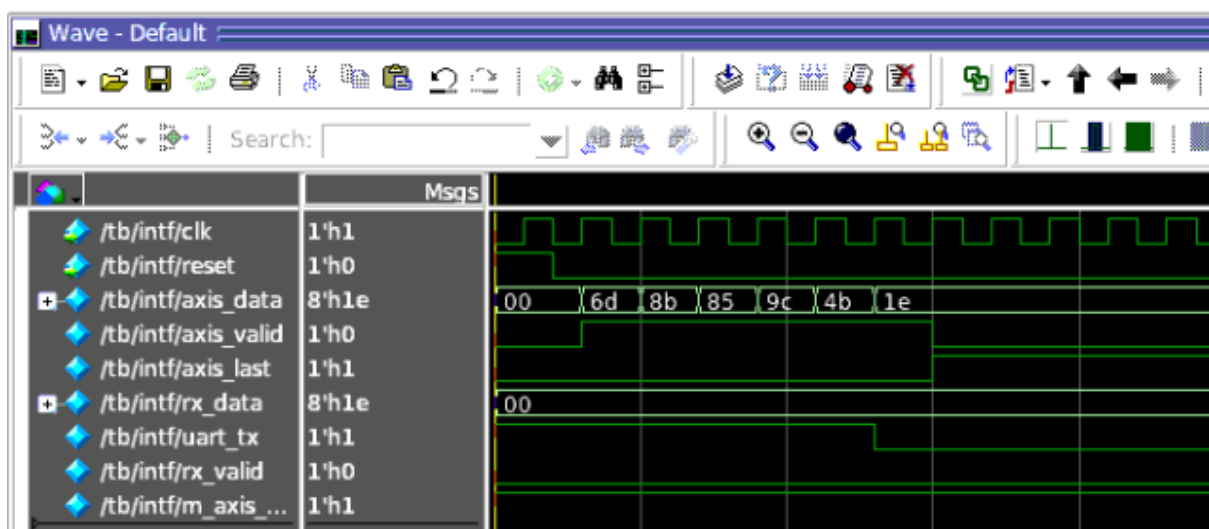 Wave - Default
Search:
Msgs
/tb/intf/clk 1'h1
/tb/intf/reset 1'h0
/tb/intf/axis_data 8'h1e 00 6d 8b 85 9c 4b 1e
/tb/intf/axis_valid 1'h0
/tb/intf/axis_last 1'h1
/tb/intf/rx_data 8'h1e 00
/tb/intf/uart_tx 1'h1
/tb/intf/rx_valid 1'h0
/tb/intf/m_axis_... 1'h1